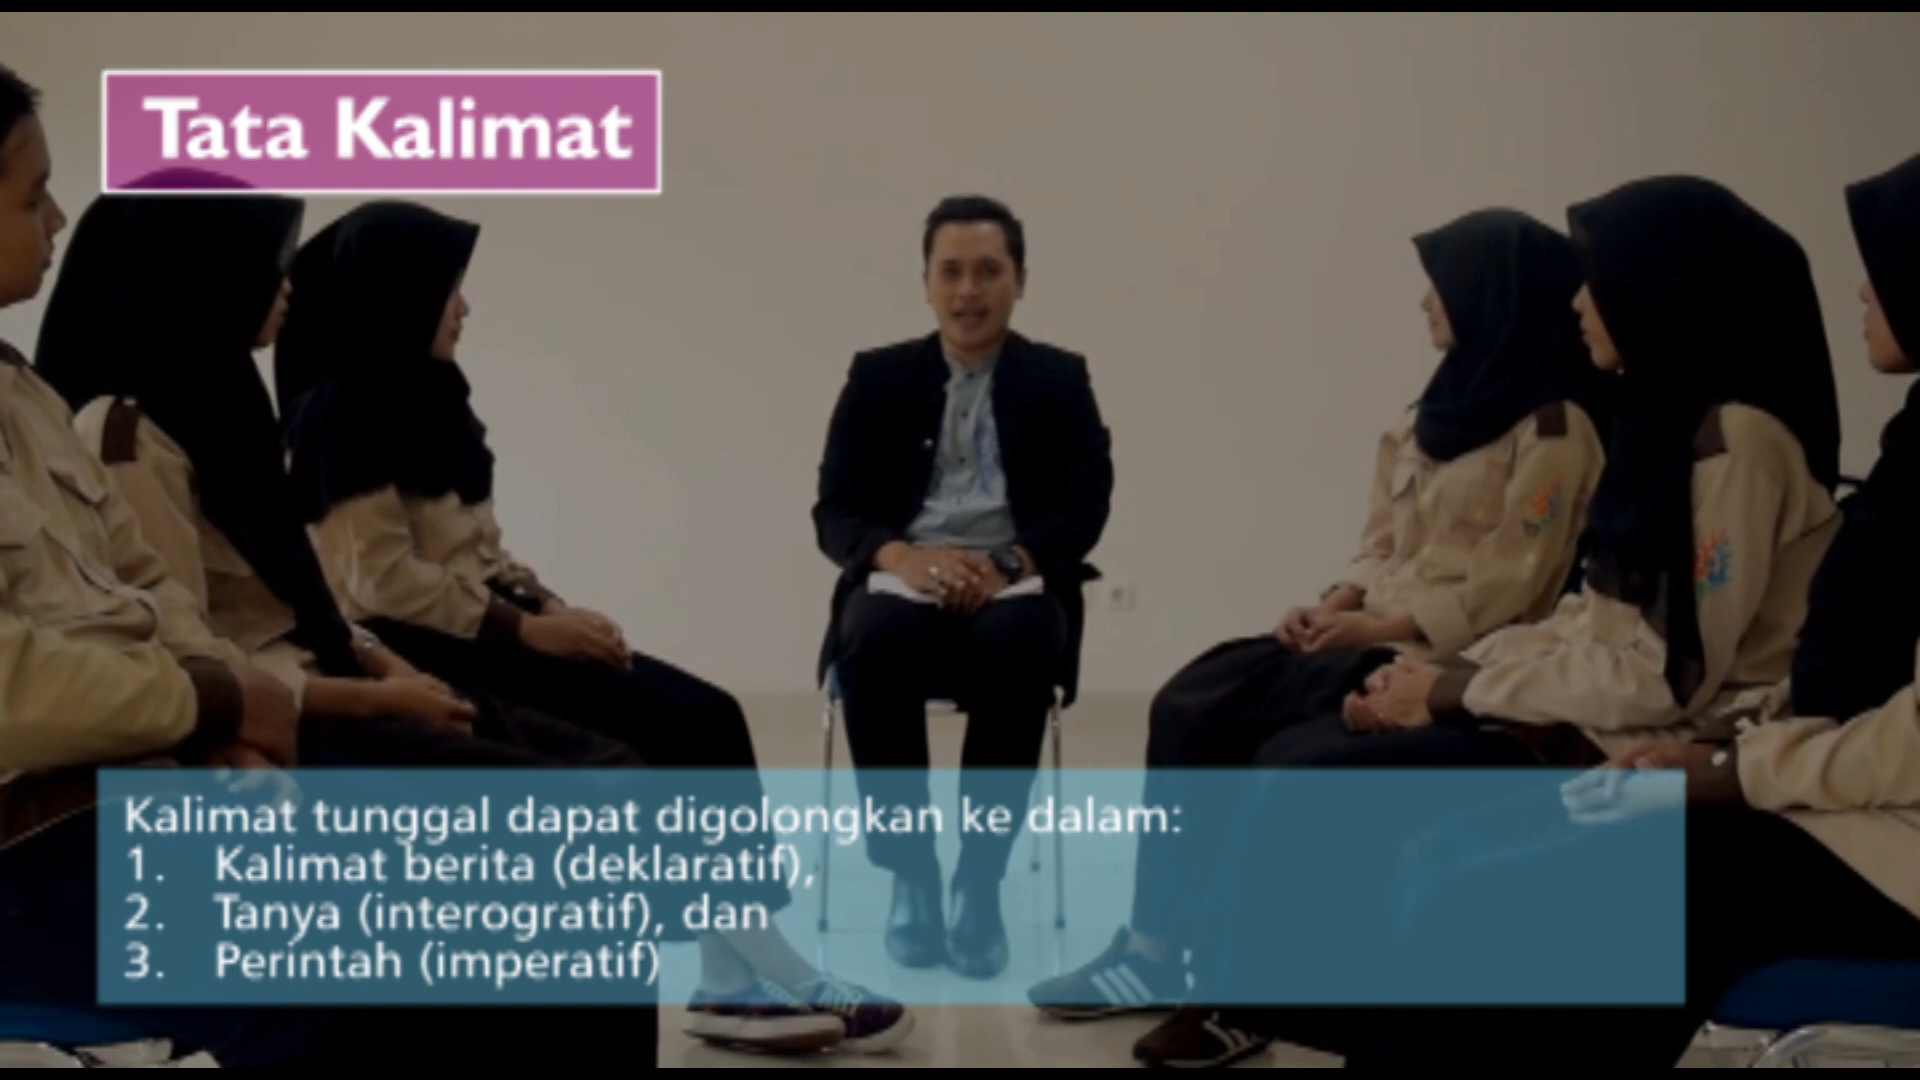 Tata Kalimat
Kalimat tunggal dapat digolongkan ke dalam:
1. Kalimat berita (deklaratif),
2. Tanya (interogratif), dan
3. Perintah (imperatif)